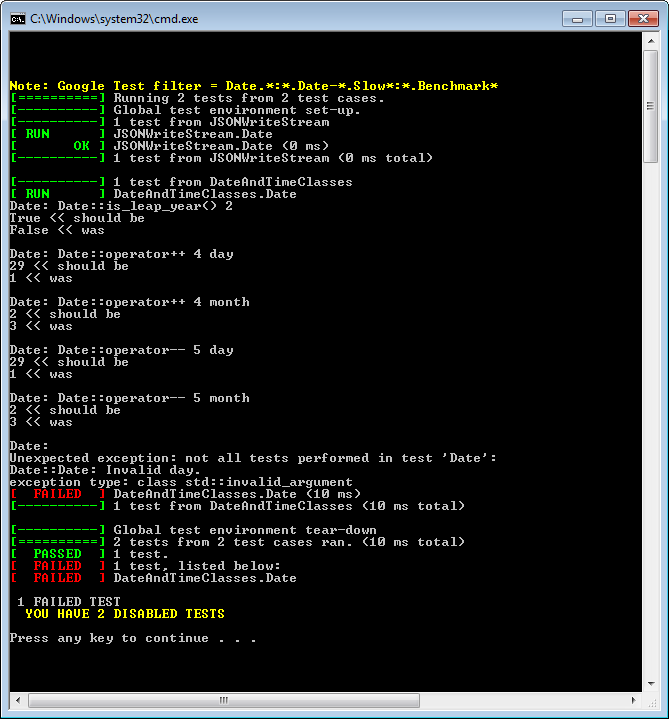 C:\Windows\system32\cmd.exe
Note: Google Test filter = Date.*:*.Date-*.Slow*:*.Benchmark*
[==========] Running 2 tests from 2 test cases.
[----------] Global test environment set-up.
[----------] 1 test from JSONWriteStream
[ RUN      ] JSONWriteStream.Date
[       OK ] JSONWriteStream.Date (0 ms)
[----------] 1 test from JSONWriteStream (0 ms total)
[----------] 1 test from DateAndTimeClasses
[ RUN      ] DateAndTimeClasses.Date
Date: Date::is_leap_year() 2
True << should be
False << was
Date: Date::operator++ 4 day
29 << should be
1 << was
Date: Date::operator++ 4 month
2 << should be
3 << was
Date: Date::operator-- 5 day
29 << should be
1 << was
Date: Date::operator-- 5 month
2 << should be
3 << was
Date:
Unexpected exception: not all tests performed in test 'Date':
Date::Date: Invalid day.
exception type: class std::invalid_argument
[  FAILED  ] DateAndTimeClasses.Date (10 ms)
[----------] 1 test from DateAndTimeClasses (10 ms total)
[----------] Global test environment tear-down
[==========] 2 tests from 2 test cases ran. (10 ms total)
[  PASSED  ] 1 test.
[  FAILED  ] 1 test, listed below:
[  FAILED  ] DateAndTimeClasses.Date
1 FAILED TEST
YOU HAVE 2 DISABLED TESTS
Press any key to continue . . .